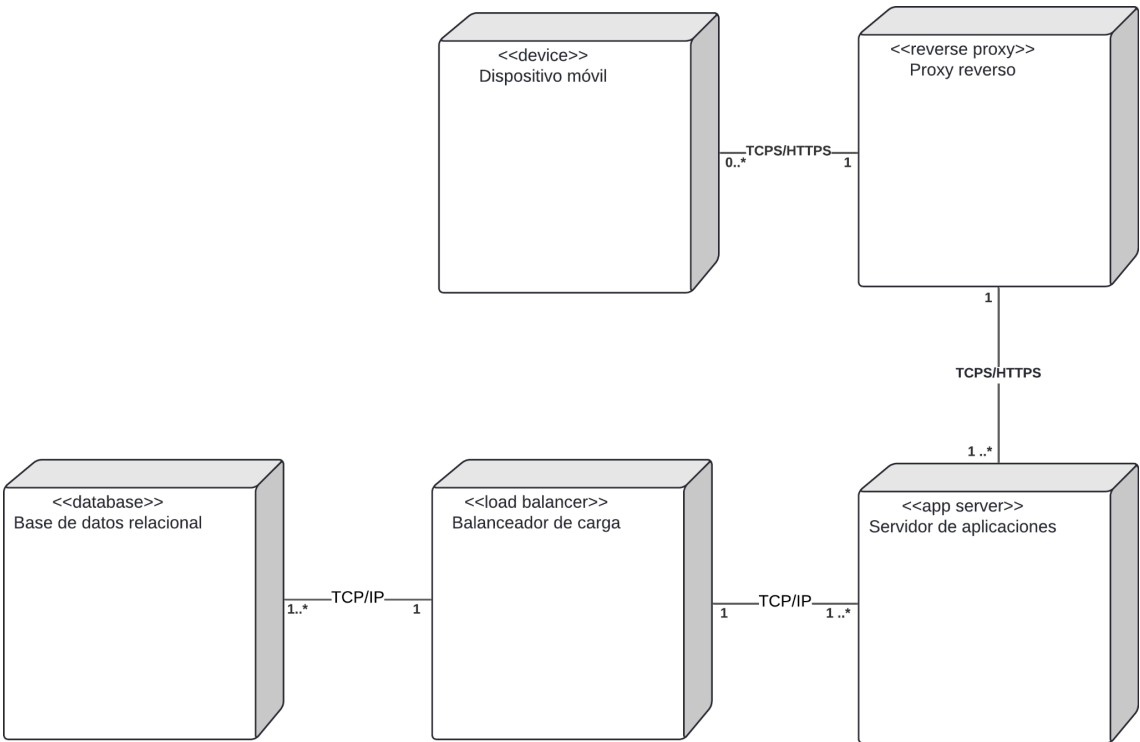 <<device>>
Dispositivo móvil
<<reverse proxy>>
Proxy reverso
TCPS/HTTPS
0..*
1
1
TCPS/HTTPS
1 ..*
<<database>>
Base de datos relacional
<<load balancer>>
Balanceador de carga
<<app server>>
Servidor de aplicaciones
TCP/IP
1..*
1
TCP/IP
1
1 ..*